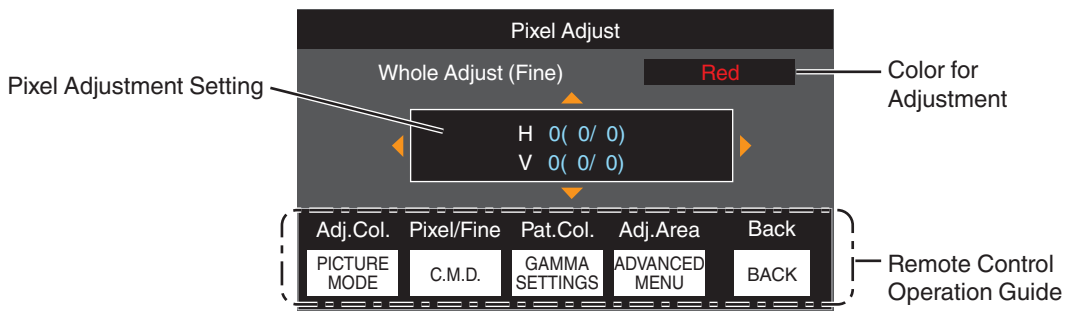 Pixel Adjust
Whole Adjust (Fine) Red
Pixel Adjustment Setting
Color for
Adjustment
H 0( 0/ 0)
V 0( 0/ 0)
Adj.Col. Pixel/Fine Pat.Col. Adj.Area Back
PICTURE
MODE
C.M.D.
GAMMA
SETTINGS
ADVANCED
MENU
BACK
Remote Control
Operation Guide